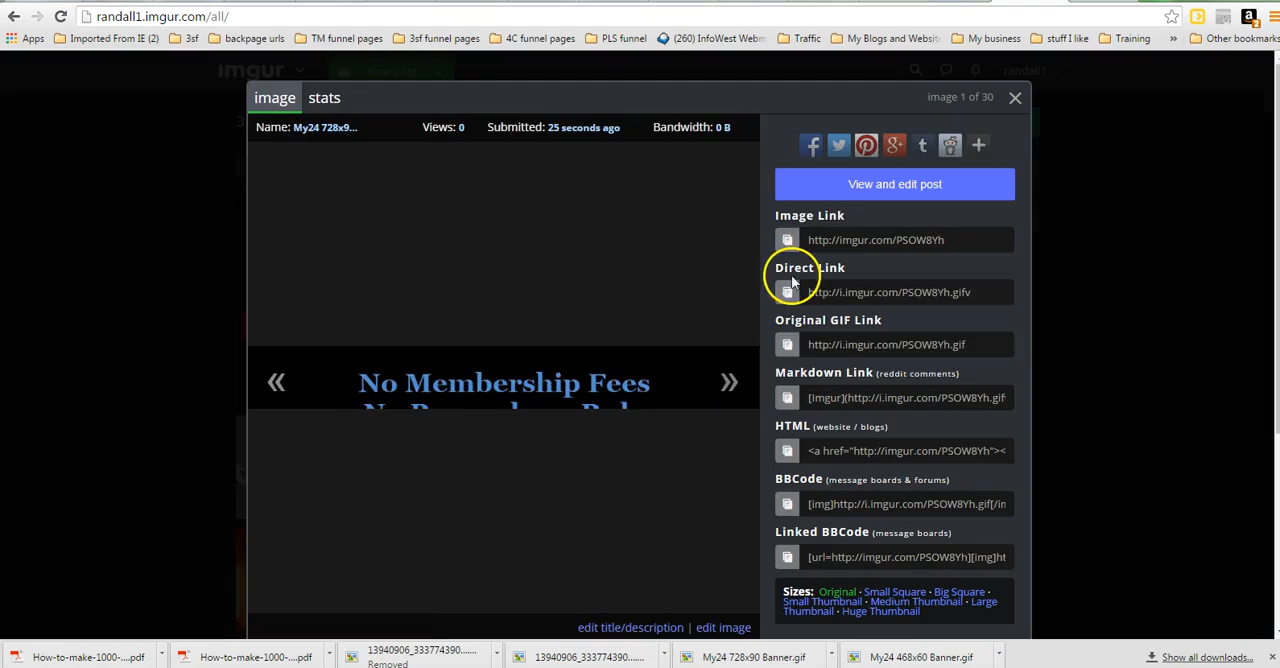 randall1.imgur.com/all/
Apps Imported From IE (2) 3sf backpage urls TM funnel pages 3sf funnel pages 4C funnel pages PLS funnel (260) InfoWest Webm Traffic My Blogs and Website My business stuff I like Training » Other bookmarks
imgur New post randall1
image stats image 1 of 30
Name: My24 728x9... Views: 0 Submitted: 25 seconds ago Bandwidth: 0 B
View and edit post
Image Link
http://imgur.com/PSOW8Yh
Direct Link
http://i.imgur.com/PSOW8Yh.gifv
Original GIF Link
http://i.imgur.com/PSOW8Yh.gif
No Membership Fees
Markdown Link (reddit comments)
[Imgur](http://i.imgur.com/PSOW8Yh.gif
HTML (website / blogs)
<a href="http://imgur.com/PSOW8Yh"><
BBCode (message boards & forums)
[img]http://i.imgur.com/PSOW8Yh.gif[/in
Linked BBCode (message boards)
[url=http://imgur.com/PSOW8Yh][img]ht
Sizes: Original · Small Square · Big Square ·
Small Thumbnail · Medium Thumbnail · Large
Thumbnail · Huge Thumbnail
edit title/description | edit image
How-to-make-1000-....pdf How-to-make-1000-....pdf 13940906_333774390.... Removed 13940906_333774390.... My24 728x90 Banner.gif My24 468x60 Banner.gif Show all downloads...